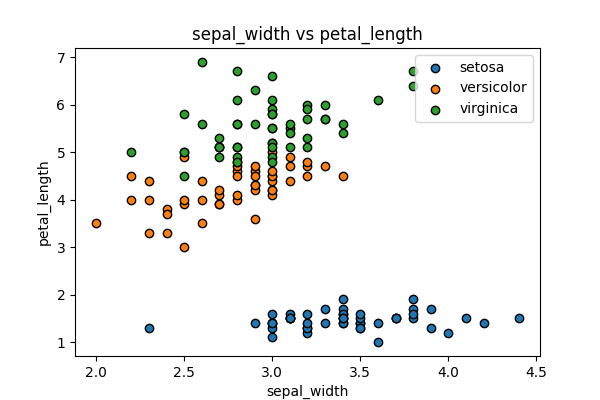 sepal_width vs petal_length
setosa
versicolor
virginica
7
6
5
4
3
2
1
petal_length
2.0 2.5 3.0 3.5 4.0 4.5
sepal_width